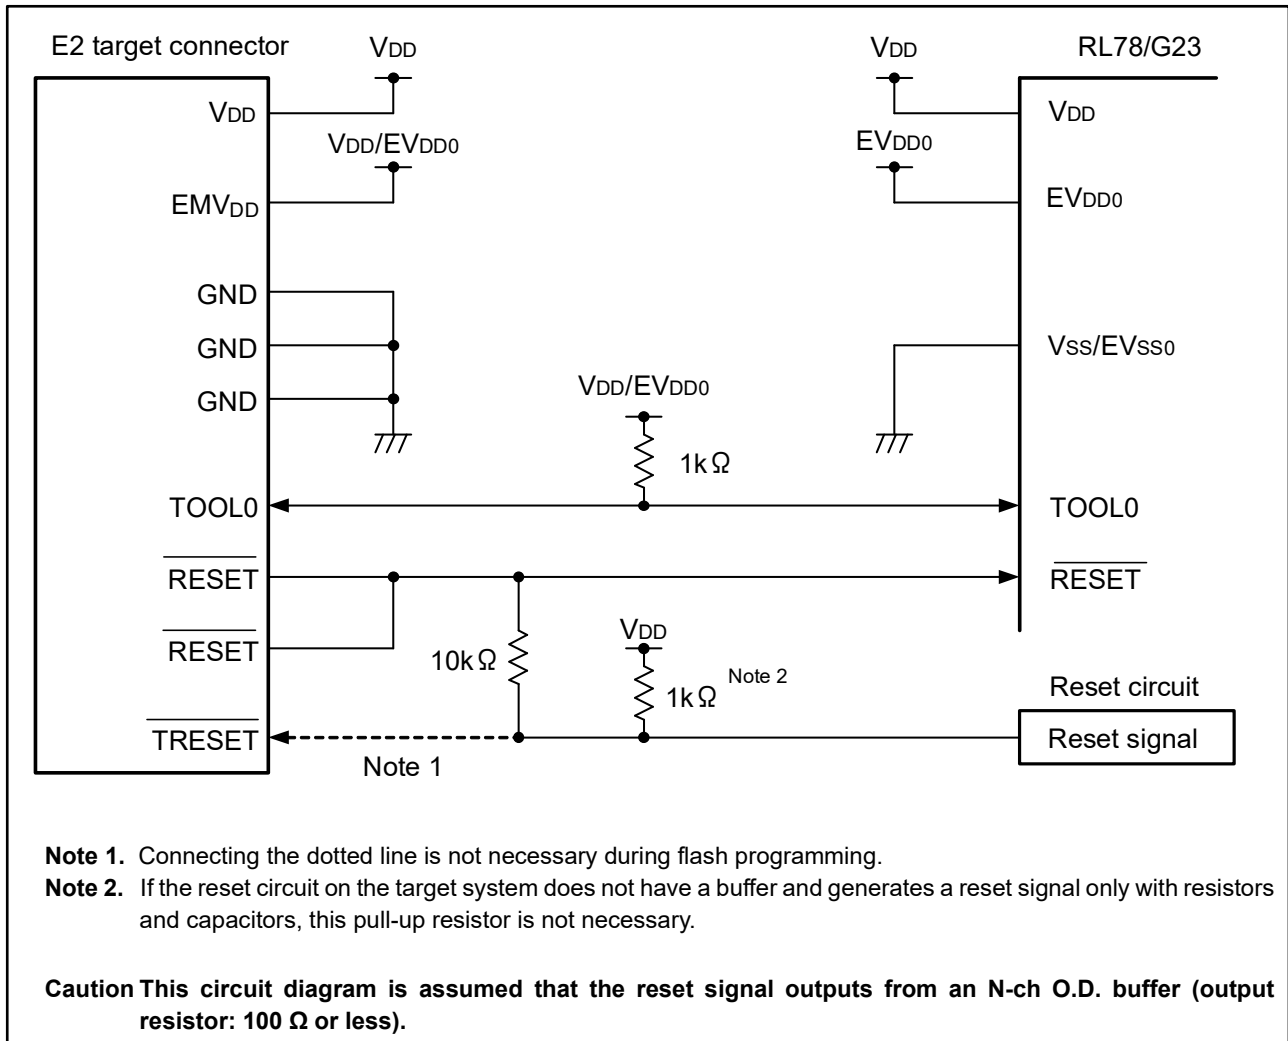 E2 target connector
VDD
VDD
RL78/G23
VDD
VDD
VDD/EVDD0
EVDD0
EMVDD
EVDD0
GND
GND
VSS/EVSS0
GND
VDD/EVDD0
1kΩ
TOOL0
TOOL0
RESET
RESET
RESET
VDD
10kΩ
1kΩ
Note 2
Reset circuit
TRESET
Reset signal
Note 1
Note 1. Connecting the dotted line is not necessary during flash programming.
Note 2. If the reset circuit on the target system does not have a buffer and generates a reset signal only with resistors
and capacitors, this pull-up resistor is not necessary.
Caution This circuit diagram is assumed that the reset signal outputs from an N-ch O.D. buffer (output
resistor: 100 Ω or less).